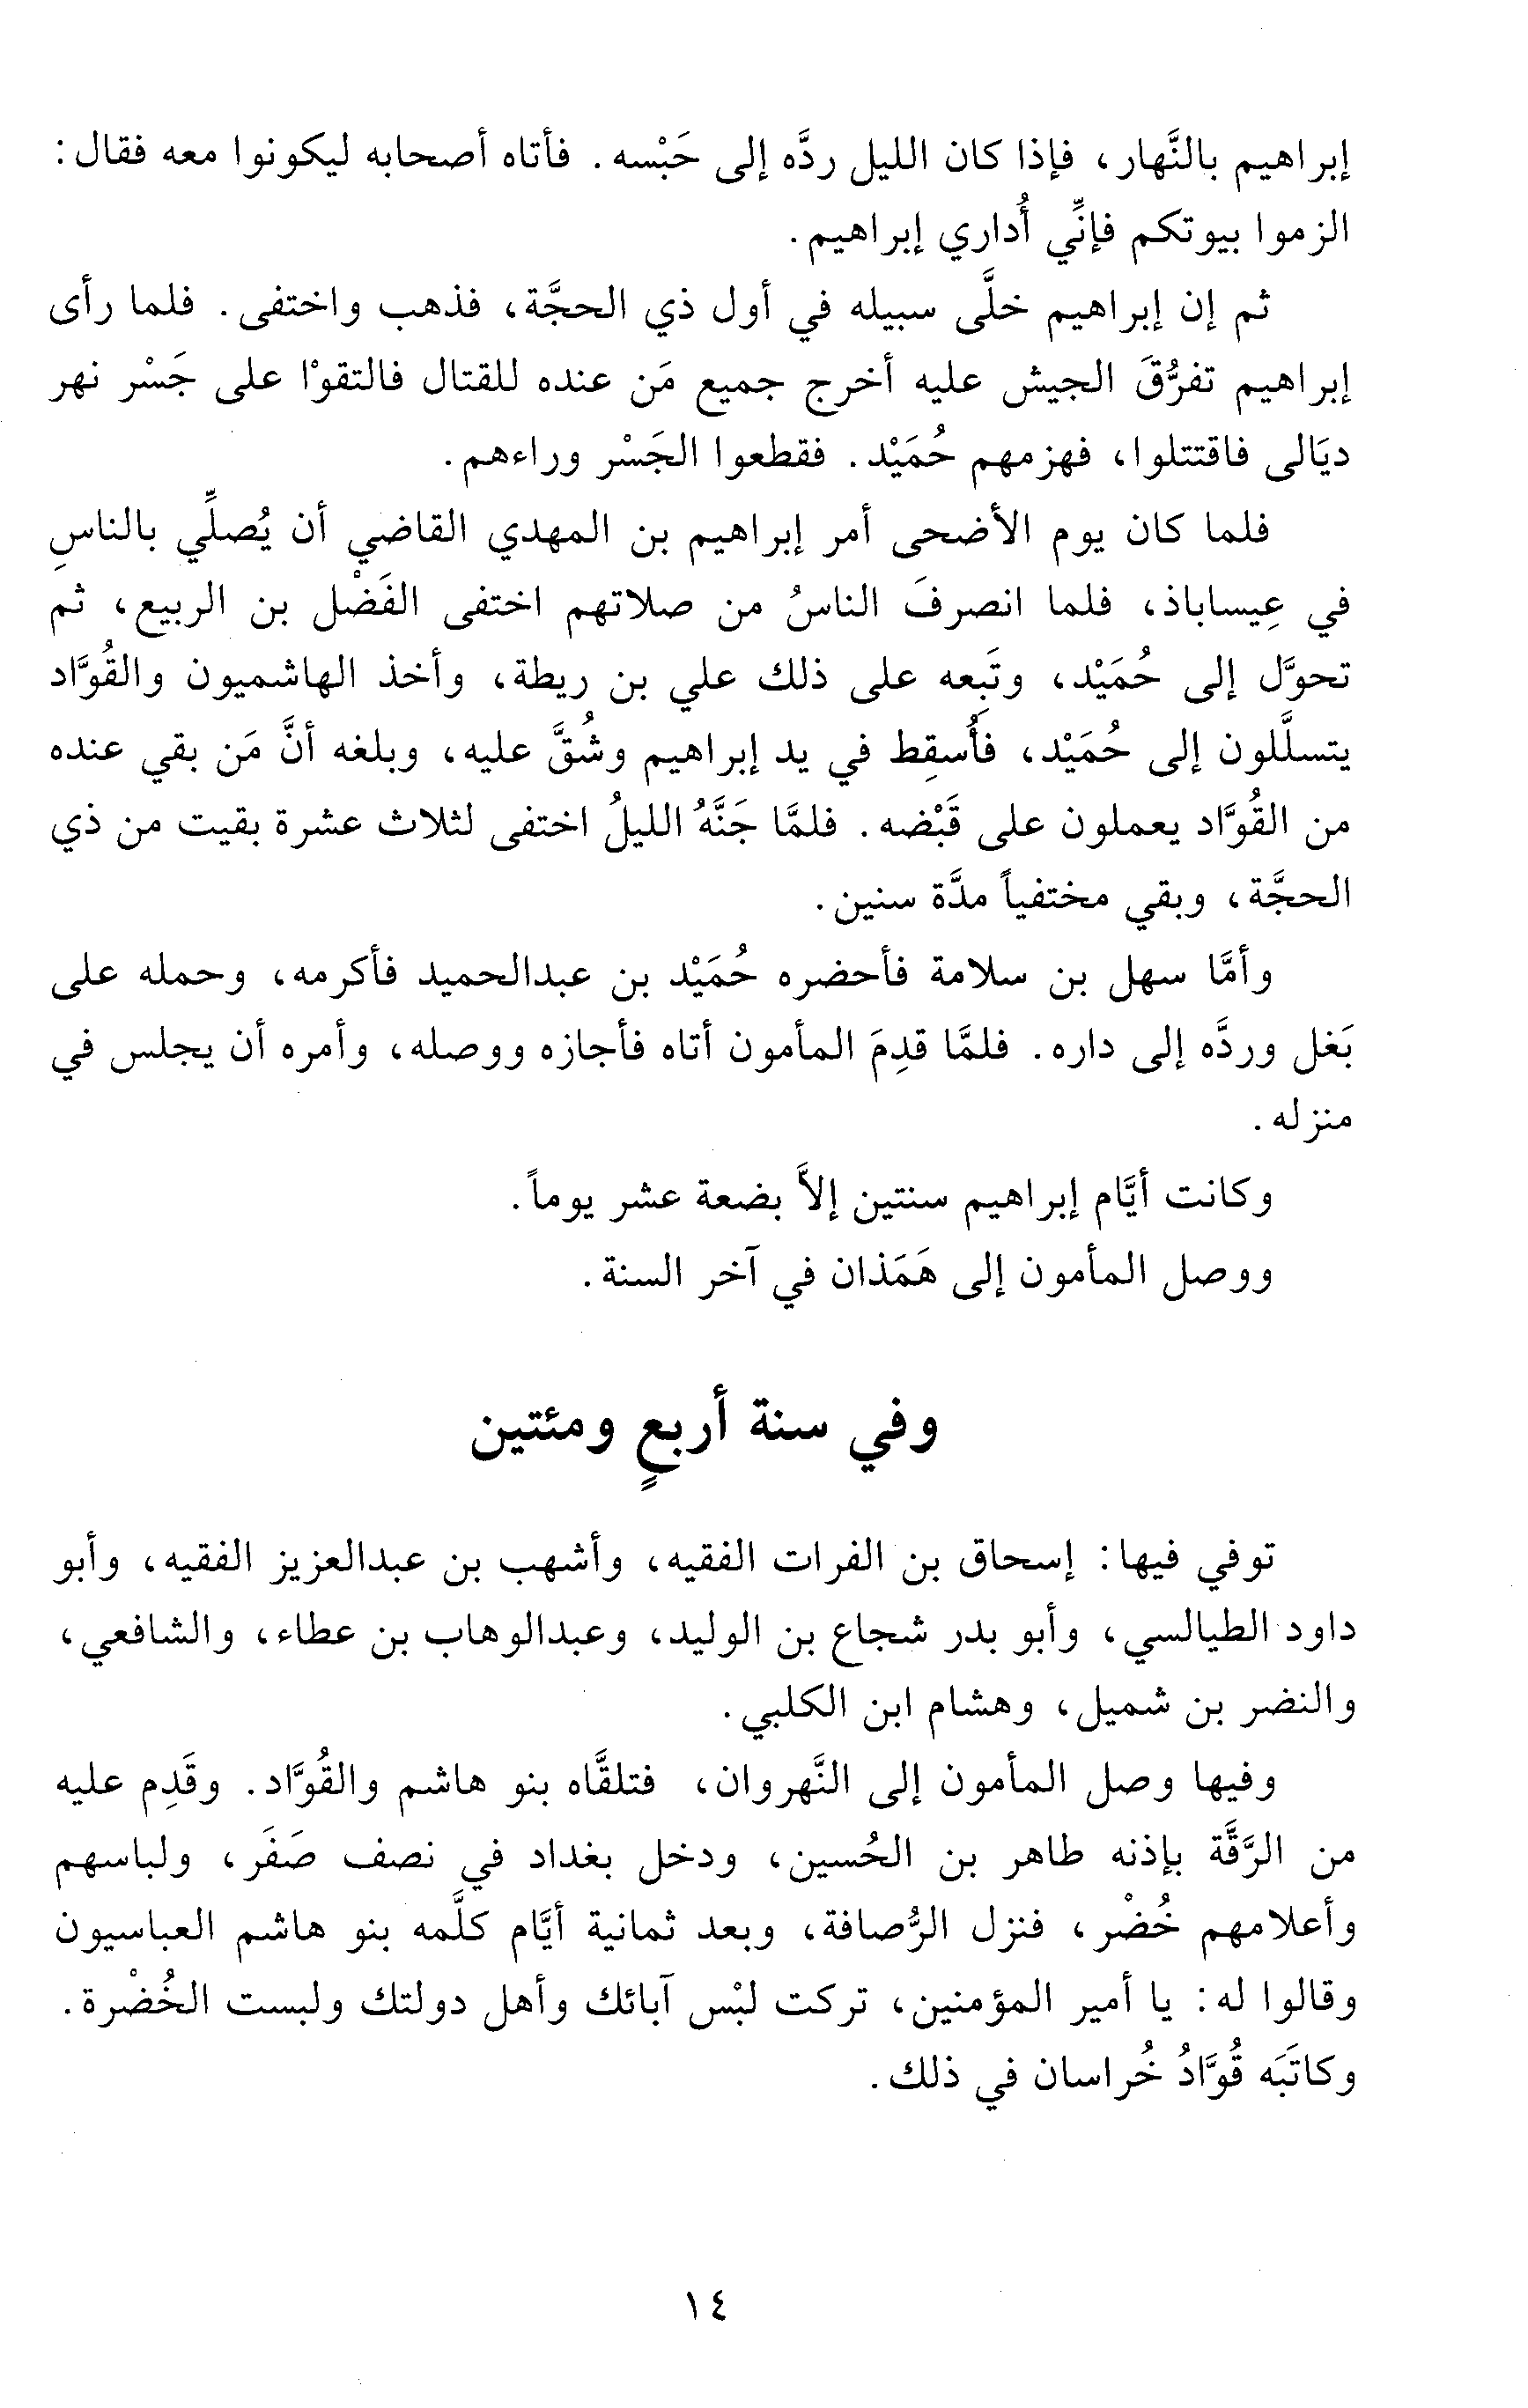 إبراهيم بالنَّهار، فإذا كان الليل ردَّه إلى حَبْسه. فأتاه أصحابه ليكونوا معه فقال:
الزموا بيوتكم فإنِّي أُداري إبراهيم.
ثم إن إبراهيم خلَّى سبيله في أول ذي الحجَّة، فذهب واختفى. فلما رأى
إبراهيم تفرُّقَ الجيش عليه أخرج جميع مَن عنده للقتال فالتقوْا على جَسْر نهر
ديَالى فاقتتلوا، فهزمهم حُمَيْد. فقطعوا الجَسْر وراءهم.
فلما كان يوم الأضحى أمر إبراهيم بن المهدي القاضي أن يُصلِّي بالناسِ
في عِيساباذ، فلما انصرفَ الناسُ من صلاتهم اختفى الفَضْل بن الربيع، ثم
تحوَّل إلى حُمَيْد، وتَبِعه على ذلك علي بن ريطة، وأخذ الهاشميون والقُوَّاد
يتسلَّلون إلى حُمَيْد، فأُسقِط في يد إبراهيم وشُقَّ عليه، وبلغه أنَّ مَن بقي عنده
من القُوَّاد يعملون على قَبْضه. فلمَّا جَنَّهُ الليلُ اختفى لثلاث عشرة بقيت من ذي
الحجَّة، وبقي مختفياً مدَّة سنين.
وأمَّا سهل بن سلامة فأحضره حُمَيْد بن عبدالحميد فأكرمه، وحمله على
بَغل وردَّه إلى داره. فلمَّا قدِمَ المأمون أتاه فأجازه ووصله، وأمره أن يجلس في
منزله.
وكانت أيَّام إبراهيم سنتين إلاَّ بضعة عشر يوماً.
ووصل المأمون إلى هَمَذان في آخر السنة.
وفي سنة أربعٍ ومئتين
توفي فيها: إسحاق بن الفرات الفقيه، وأشهب بن عبدالعزيز الفقيه، وأبو
داود الطيالسي، وأبو بدر شجاع بن الوليد، وعبدالوهاب بن عطاء، والشافعي،
والنضر بن شميل، وهشام ابن الكلبي.
وفيها وصل المأمون إلى النَّهروان، فتلقَّاه بنو هاشم والقُوَّاد. وقَدِم عليه
من الرَّقَّة بإذنه طاهر بن الحُسين، ودخل بغداد في نصف صَفَر، ولباسهم
وأعلامهم خُضْر، فنزل الرُّصافة، وبعد ثمانية أيَّام كلَّمه بنو هاشم العباسيون
وقالوا له: يا أمير المؤمنين، تركت لبْس آبائك وأهل دولتك ولبست الخُضْرة.
وكاتَبَه قُوَّادُ خُراسان في ذلك.
١٤